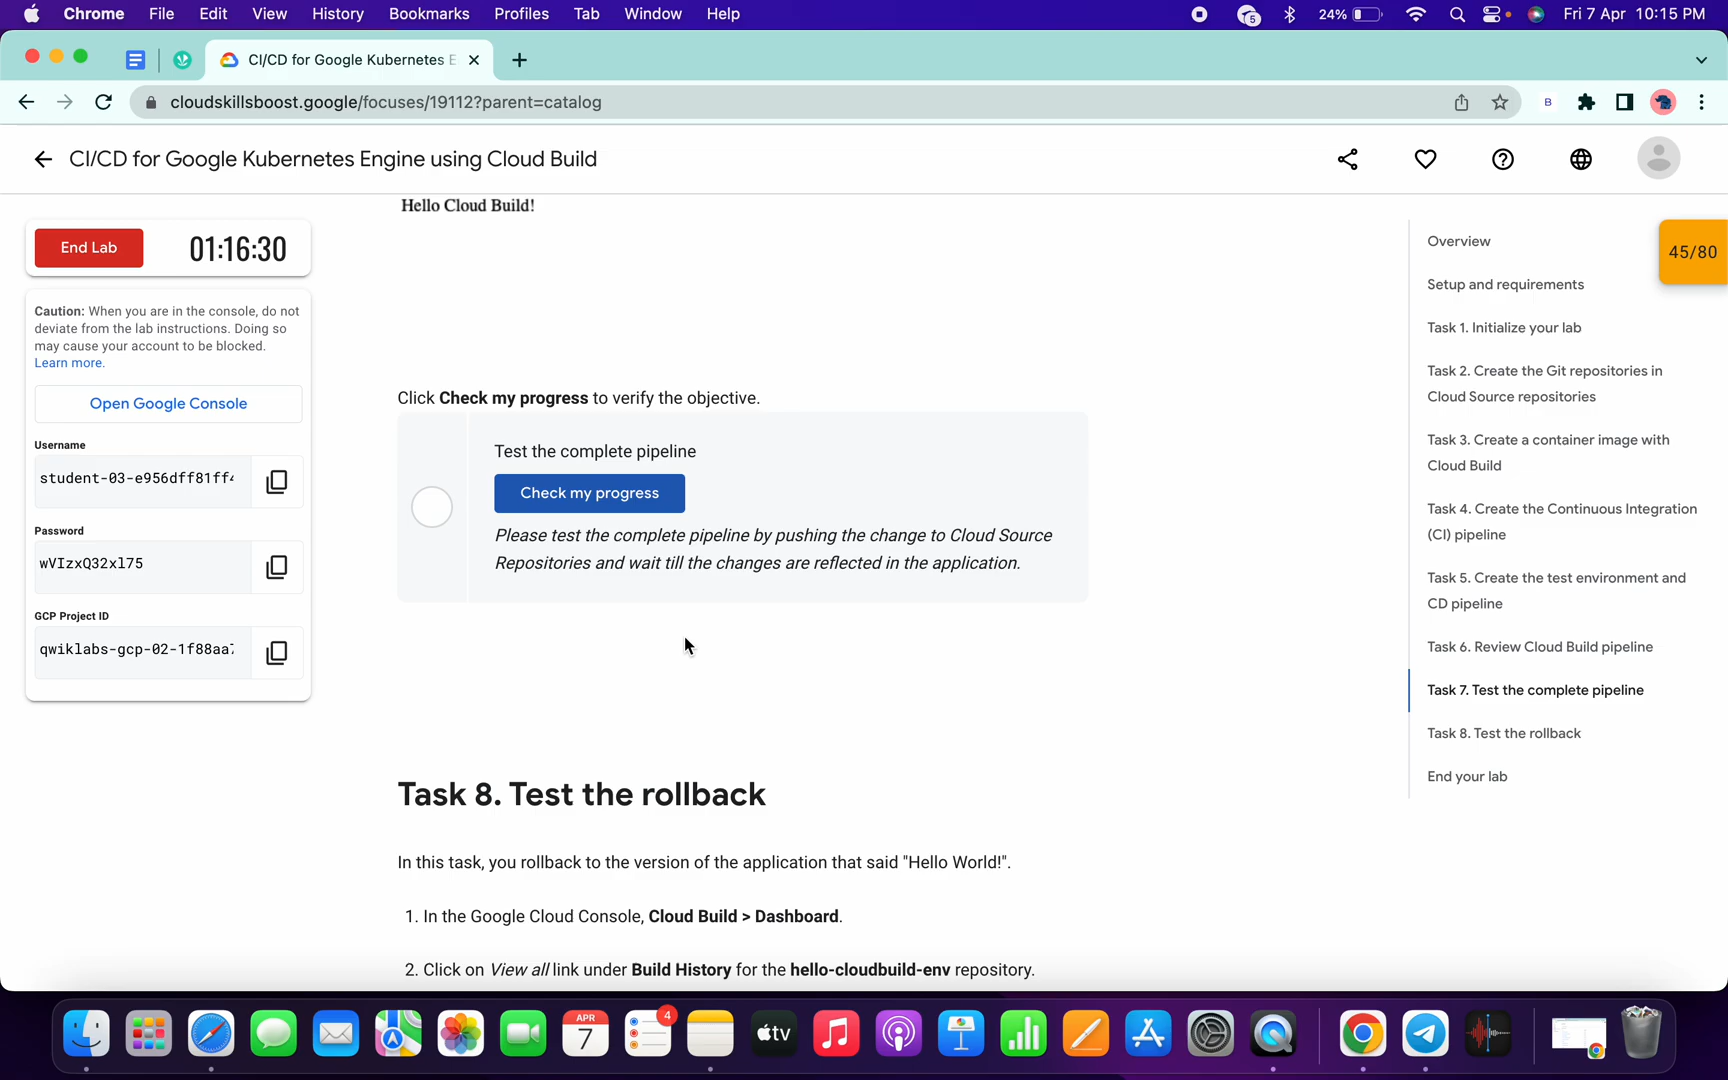 Chrome File Edit View History Bookmarks Profiles Tab Window Help
5 24% Fri 7 Apr 10:15 PM
CI/CD for Google Kubernetes E
cloudskillsboost.google/focuses/19112?parent=catalog
B
CI/CD for Google Kubernetes Engine using Cloud Build
End Lab 01:16:30
Caution: When you are in the console, do not
deviate from the lab instructions. Doing so
may cause your account to be blocked.
Learn more.
Open Google Console
Username
student-03-e956dff81ff
Password
wVIzxQ32xl75
GCP Project ID
qwiklabs-gcp-02-1f88aa
Hello Cloud Build!
Click Check my progress to verify the objective.
Test the complete pipeline
Check my progress
Please test the complete pipeline by pushing the change to Cloud Source
Repositories and wait till the changes are reflected in the application.
Task 8. Test the rollback
In this task, you rollback to the version of the application that said "Hello World!".
1. In the Google Cloud Console, Cloud Build > Dashboard.
2. Click on View all link under Build History for the hello-cloudbuild-env repository.
Overview
45/80
Setup and requirements
Task 1. Initialize your lab
Task 2. Create the Git repositories in
Cloud Source repositories
Task 3. Create a container image with
Cloud Build
Task 4. Create the Continuous Integration
(CI) pipeline
Task 5. Create the test environment and
CD pipeline
Task 6. Review Cloud Build pipeline
Task 7. Test the complete pipeline
Task 8. Test the rollback
End your lab
APR
7
4
tv